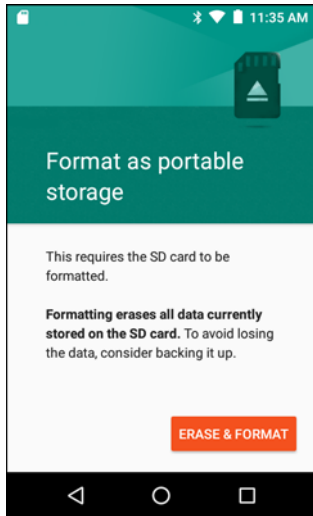 11:35 AM
Format as portable
storage
This requires the SD card to be
formatted.
Formatting erases all data currently
stored on the SD card. To avoid losing
the data, consider backing it up.
ERASE & FORMAT